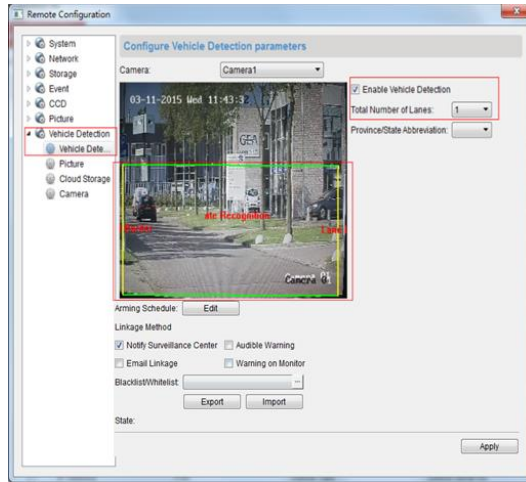 Remote Configuration
System
Network
Storage
Event
CCD
Picture
Vehicle Detection
Vehicle Dete...
Picture
Cloud Storage
Camera
Configure Vehicle Detection parameters
Camera: Camera1
03-11-2015 Wed 11:43:3
ate Recognition
Lane
Camera 01
Enable Vehicle Detection
Total Number of Lanes: 1
Province/State Abbreviation:
Arming Schedule: Edit
Linkage Method
Notify Surveillance Center Audible Warning
Email Linkage Warning on Monitor
Blacklist/Whitelist: ...
Export Import
State:
Apply